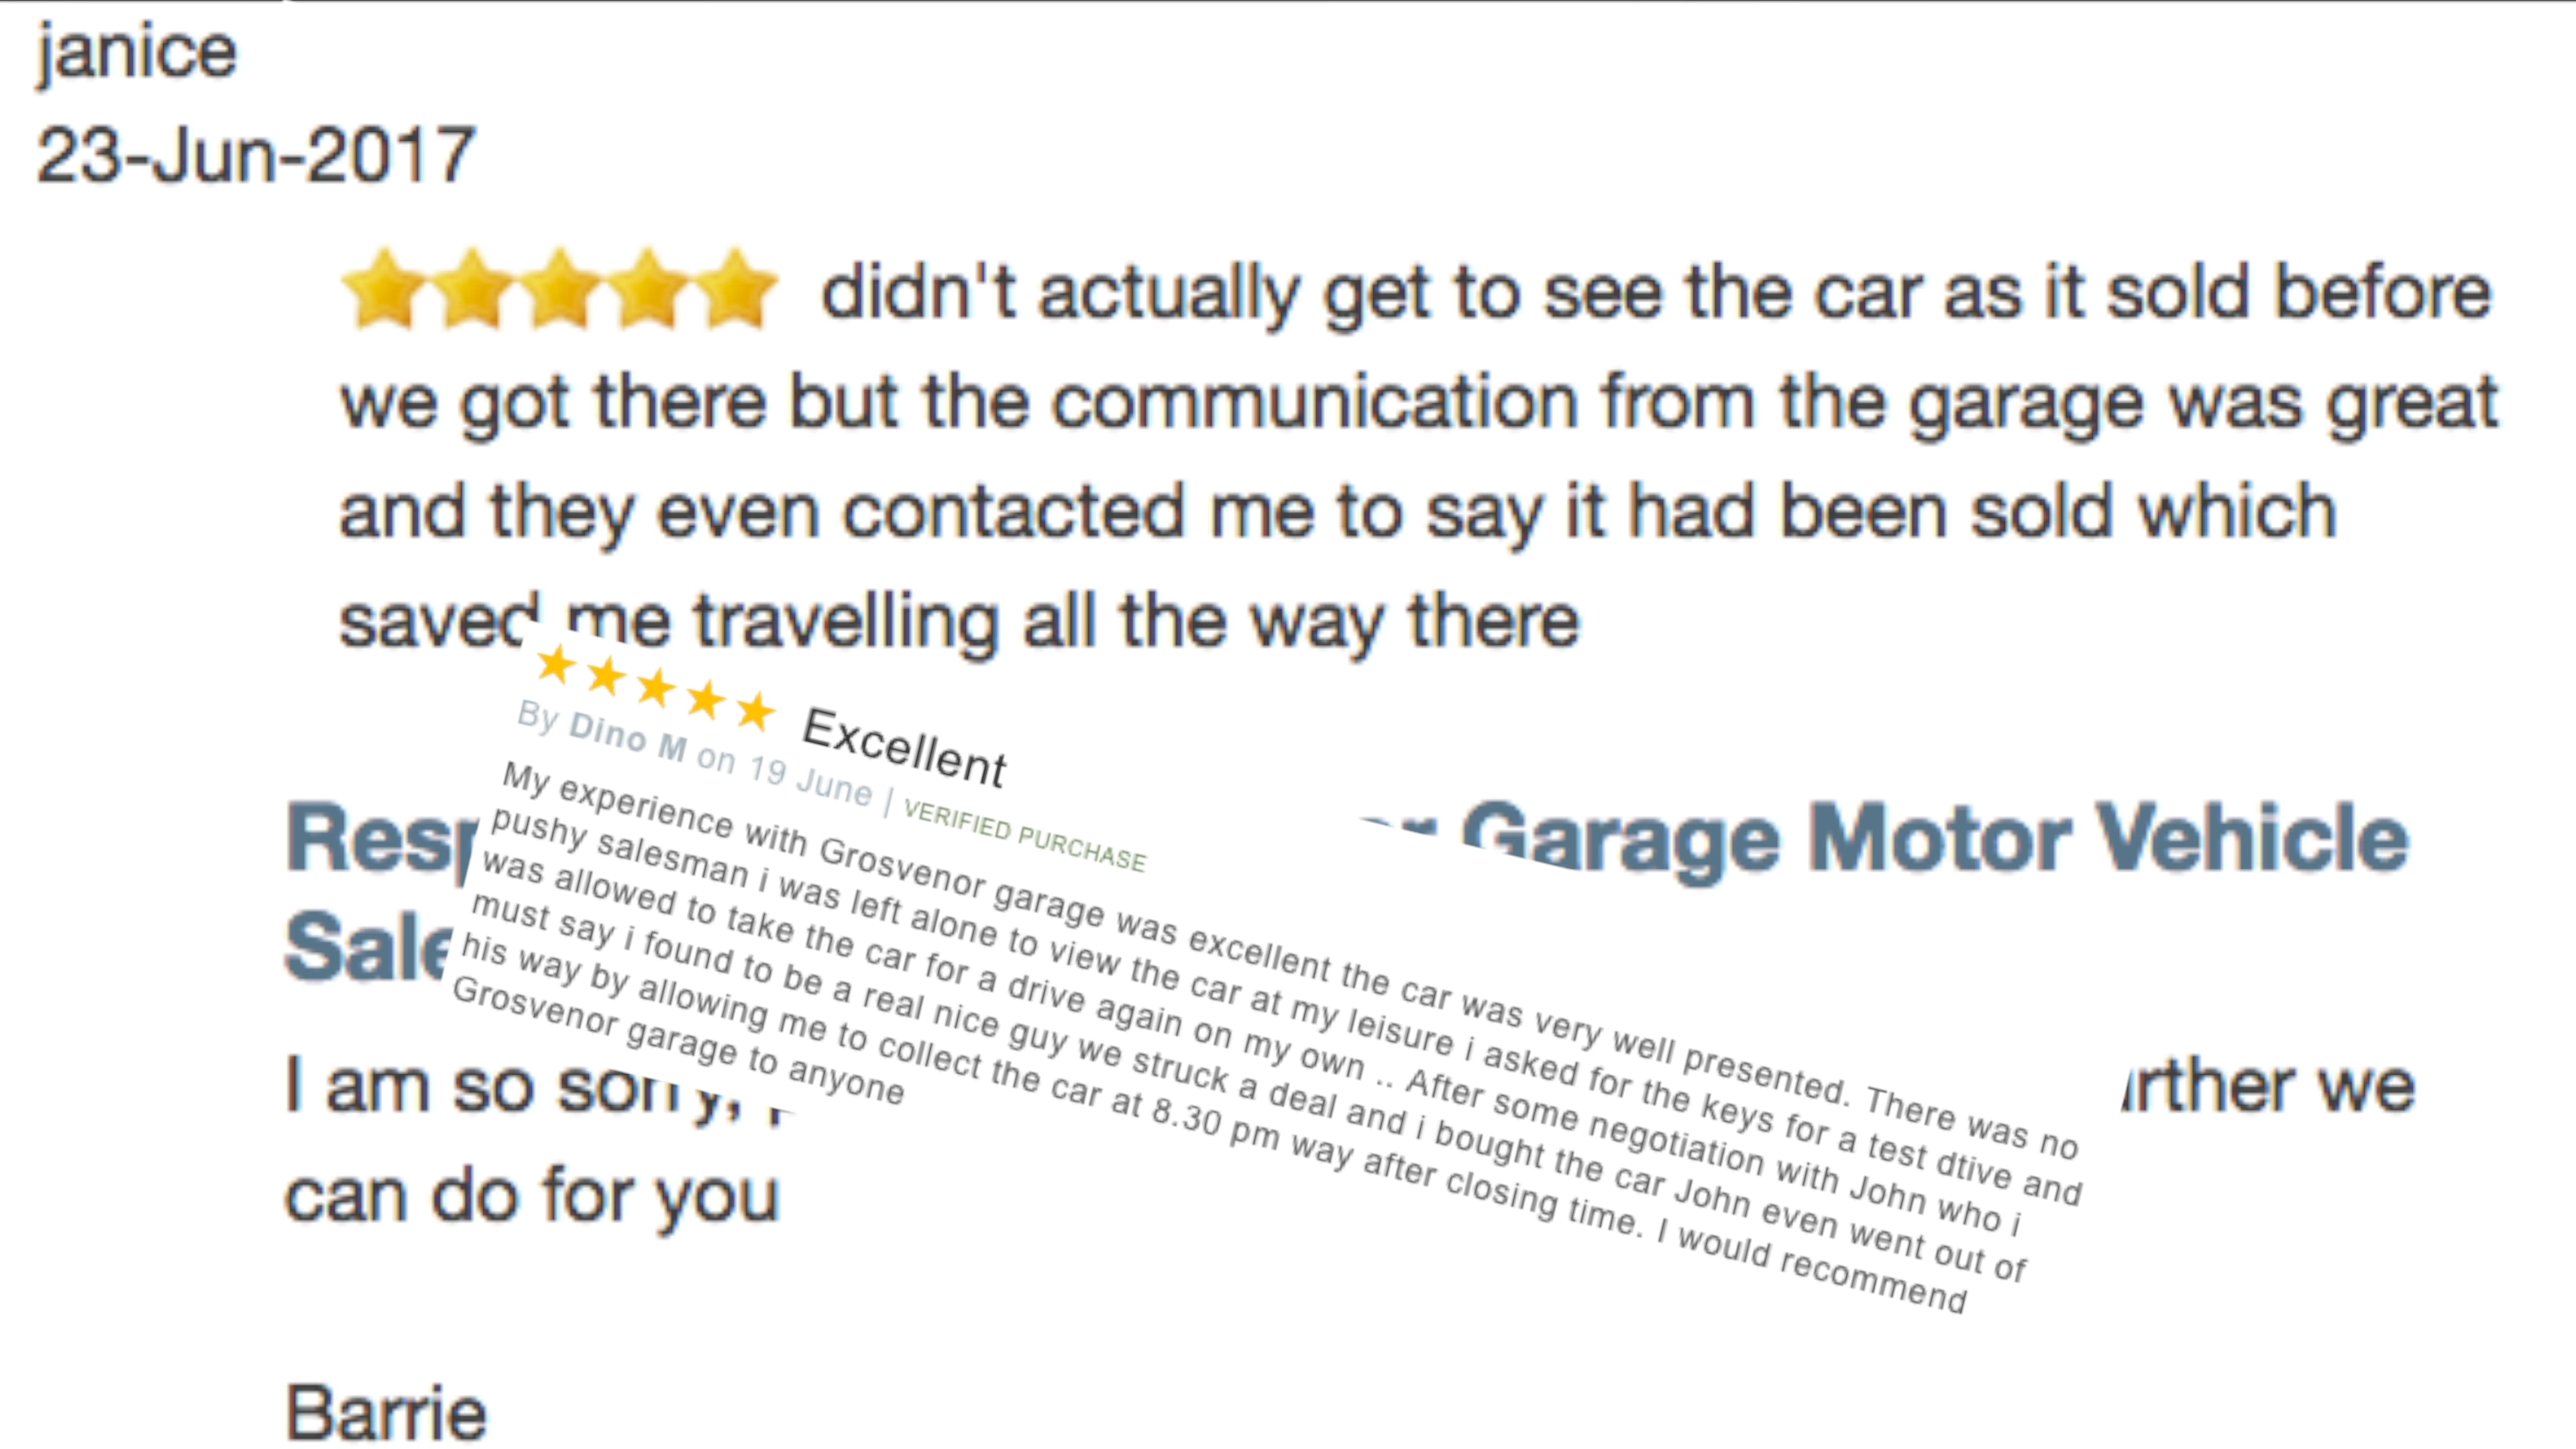 janice
23-Jun-2017
didn't actually get to see the car as it sold before
we got there but the communication from the garage was great
and they even contacted me to say it had been sold which
saved me travelling all the way there
Excellent
By Dino M on 19 June | VERIFIED PURCHASE
My experience with Grosvenor garage was excellent the car was very well presented. There was no
pushy salesman i was left alone to view the car at my leisure i asked for the keys for a test dtive and
was allowed to take the car for a drive again on my own .. After some negotiation with John who i
must say i found to be a real nice guy we struck a deal and i bought the car John even went out of
his way by allowing me to collect the car at 8.30 pm way after closing time. I would recommend
Grosvenor garage to anyone
Garage Motor Vehicle
I am so sorry, we
can do for you
Barrie